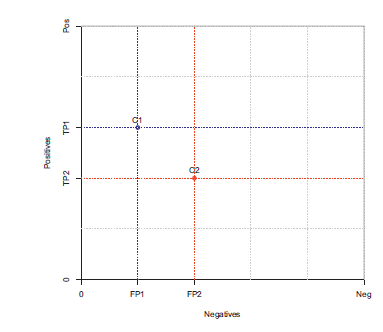 Pos
C1
TP1
Positives
C2
TP2
0
0 FP1 FP2 Neg
Negatives